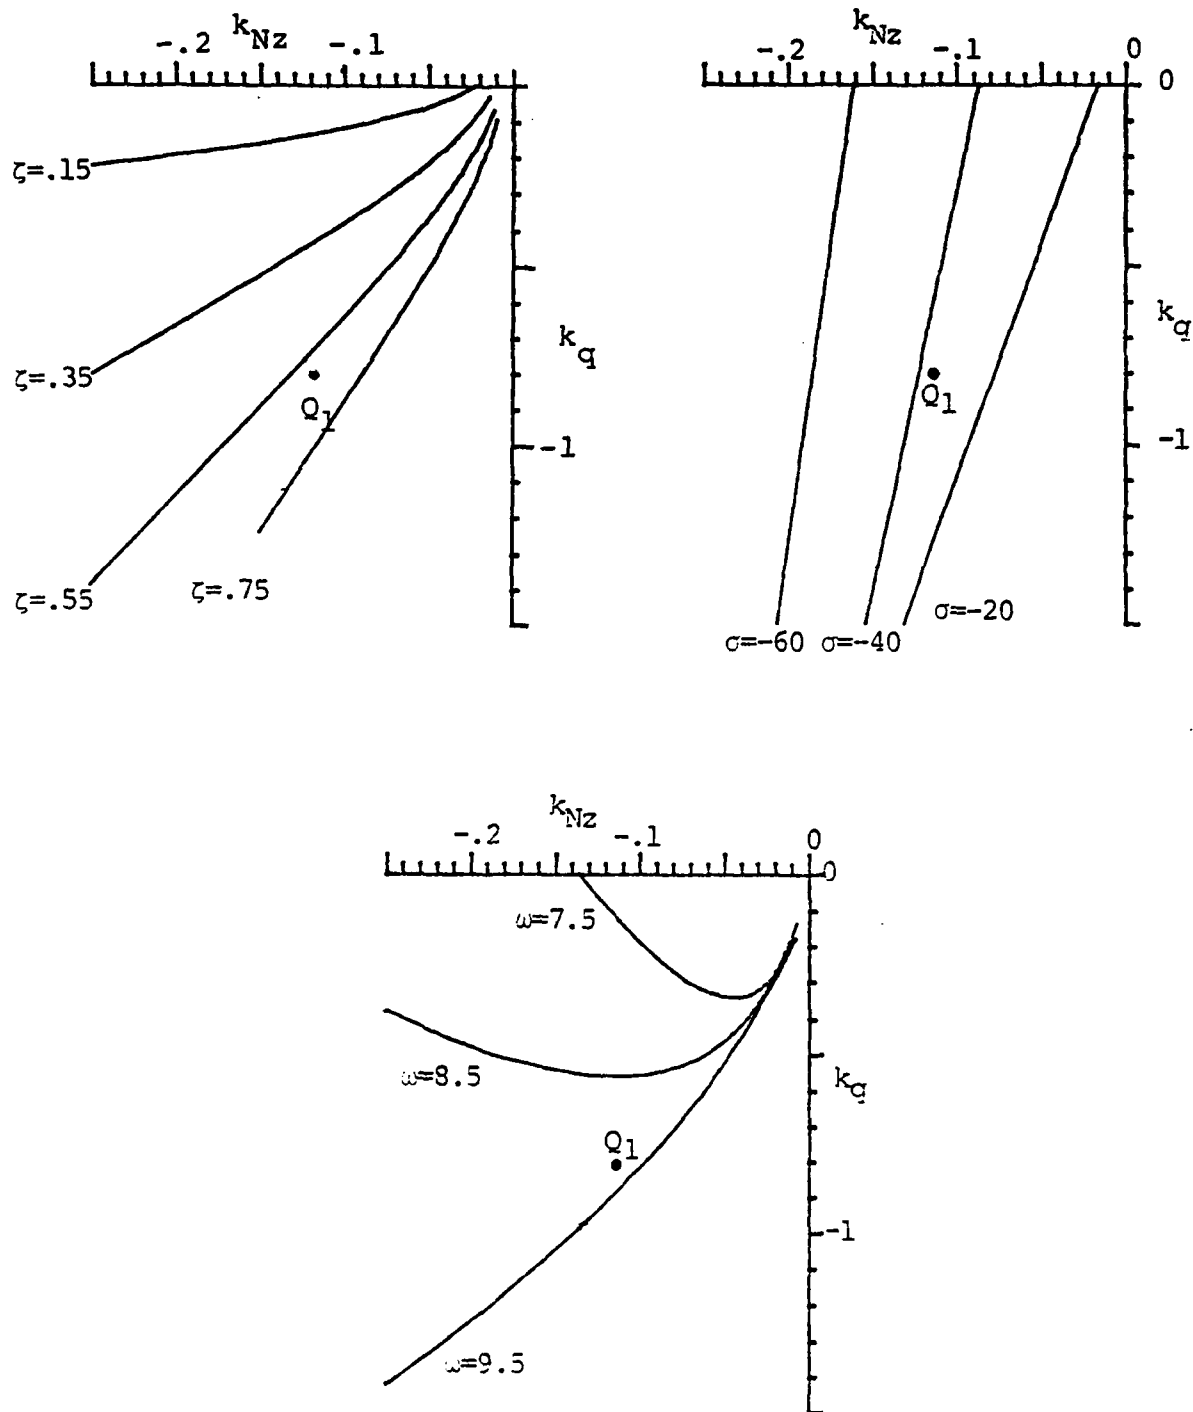 k_Nz
-.2 -.1
ζ=.15
ζ=.35
k_q
Q_1
-1
ζ=.55
ζ=.75
k_Nz
-.2 -.1 0
0
k_q
Q_1
-1
σ=-20
σ=-60 σ=-40
k_Nz
-.2 -.1 0
0
ω=7.5
ω=8.5
k_q
Q_1
-1
ω=9.5